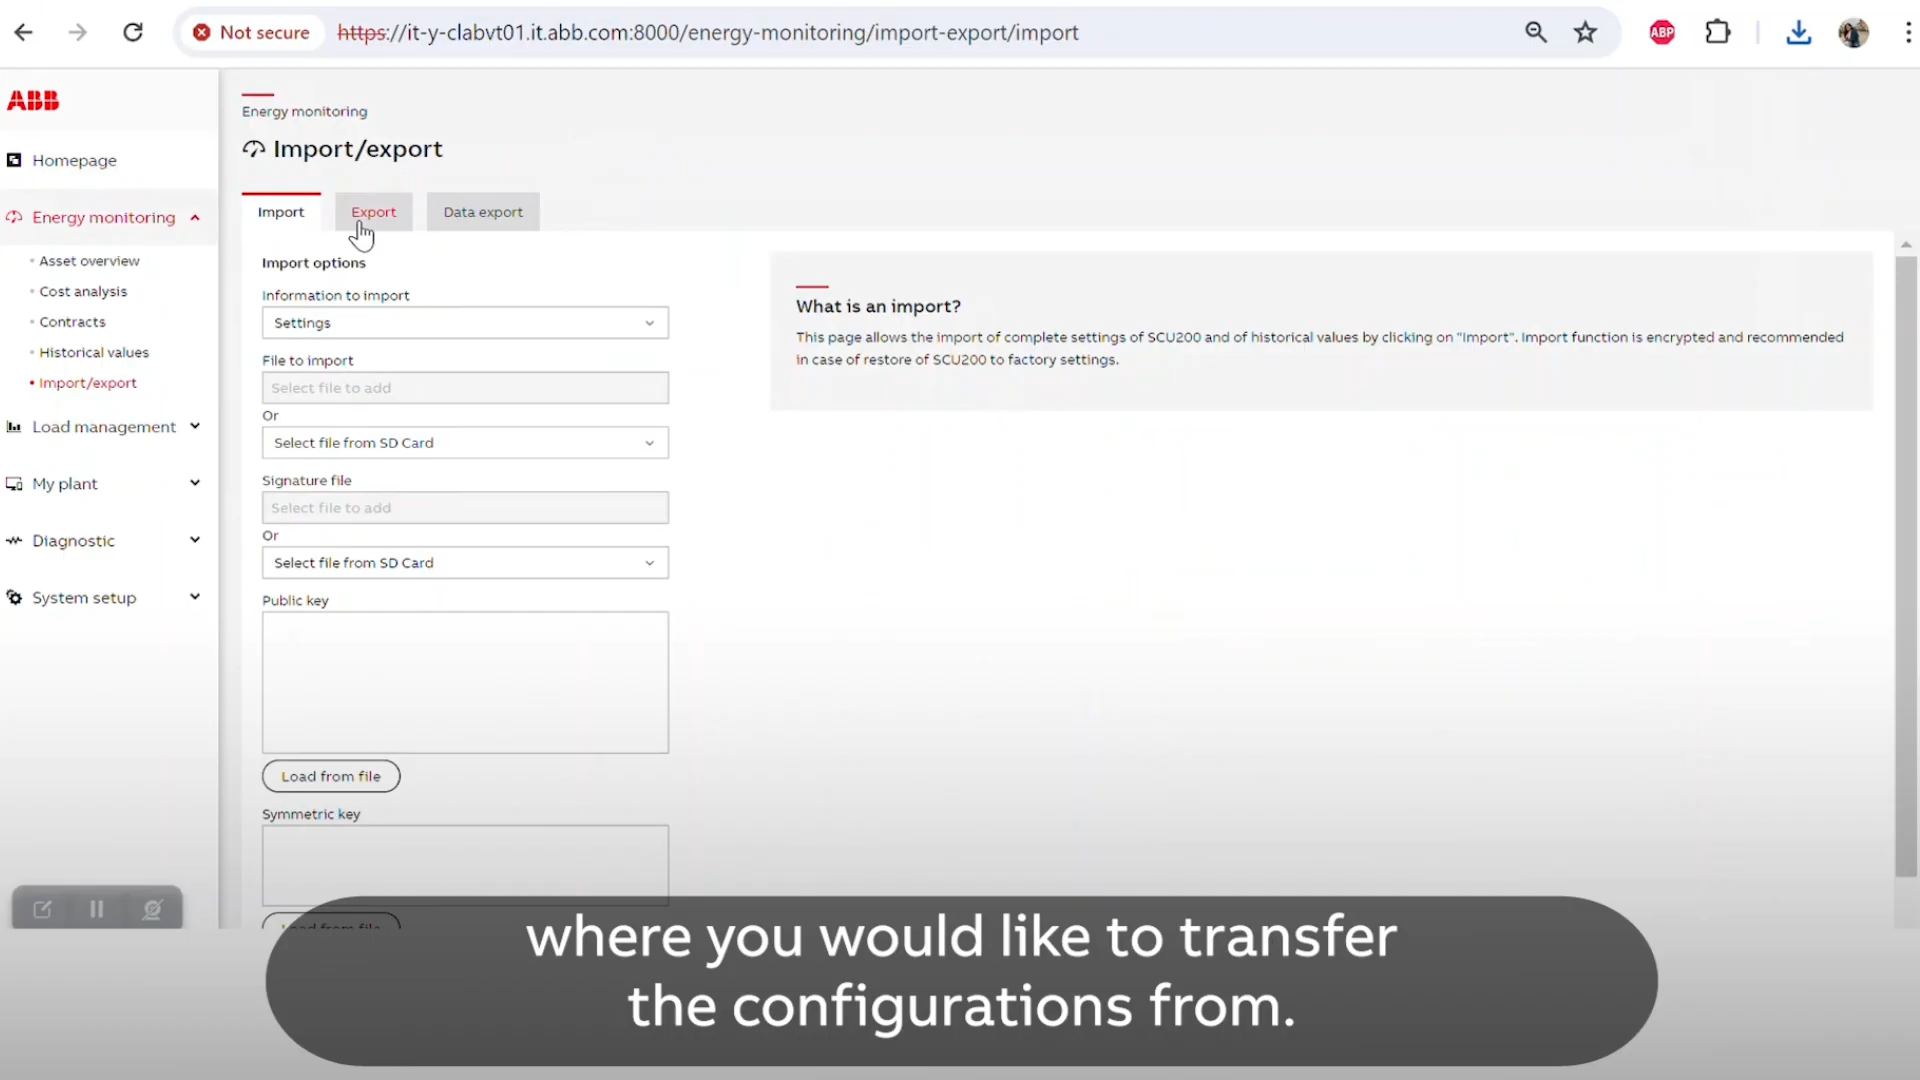 Not secure
https://it-y-clabvt01.it.abb.com:8000/energy-monitoring/import-export/import
ABP
ABB
Homepage
Energy monitoring
Asset overview
Cost analysis
Contracts
Historical values
Import/export
Load management
My plant
Diagnostic
System setup
Energy monitoring
Import/export
Import
Export
Data export
Import options
Information to import
Settings
File to import
Select file to add
Or
Select file from SD Card
Signature file
Select file to add
Or
Select file from SD Card
Public key
Load from file
Symmetric key
Load from file
What is an import?
This page allows the import of complete settings of SCU200 and of historical values by clicking on "Import". Import function is encrypted and recommended
in case of restore of SCU200 to factory settings.
where you would like to transfer
the configurations from.